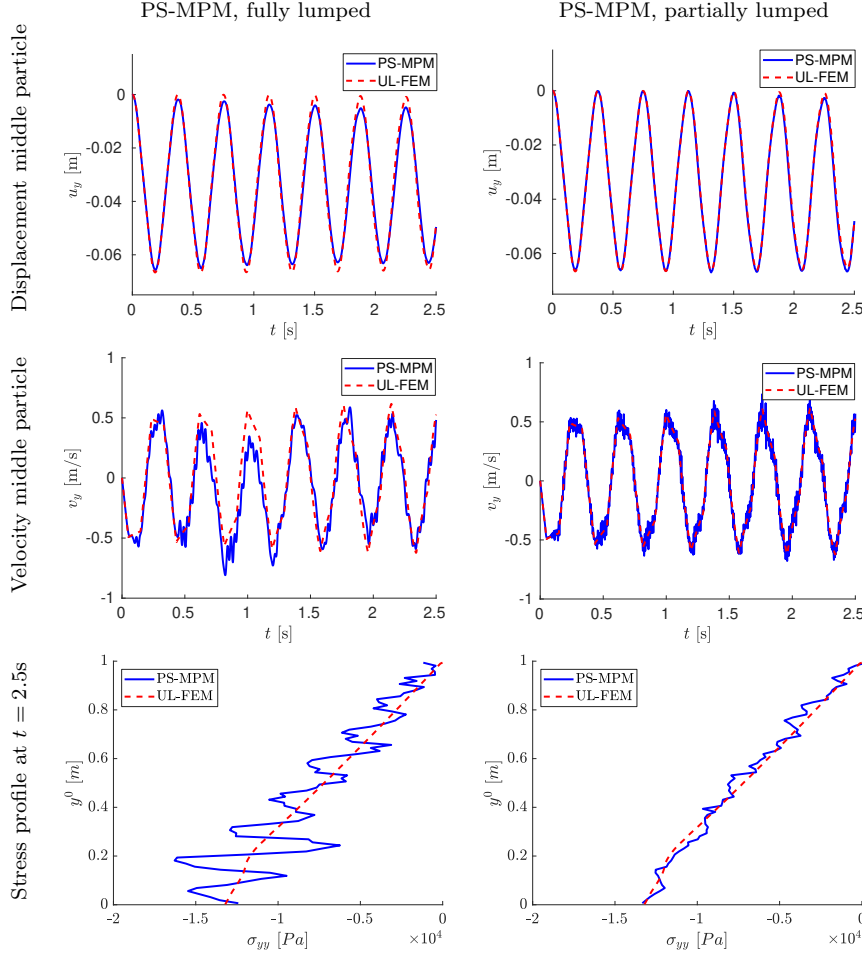 PS-MPM, fully lumped
PS-MPM, partially lumped
Displacement middle particle
PS-MPM
UL-FEM
0
-0.02
-0.04
-0.06
u_y [m]
0 0.5 1 1.5 2 2.5
t [s]
PS-MPM
UL-FEM
0
-0.02
-0.04
-0.06
u_y [m]
0 0.5 1 1.5 2 2.5
t [s]
Velocity middle particle
PS-MPM
UL-FEM
1
0.5
0
-0.5
-1
v_y [m/s]
0 0.5 1 1.5 2 2.5
t [s]
PS-MPM
UL-FEM
1
0.5
0
-0.5
-1
v_y [m/s]
0 0.5 1 1.5 2 2.5
t [s]
Stress profile at t = 2.5s
PS-MPM
UL-FEM
1
0.8
0.6
0.4
0.2
0
y^0 [m]
-2 -1.5 -1 -0.5 0
σ_yy [Pa]
×10^4
PS-MPM
UL-FEM
1
0.8
0.6
0.4
0.2
0
y^0 [m]
-2 -1.5 -1 -0.5 0
σ_yy [Pa]
×10^4